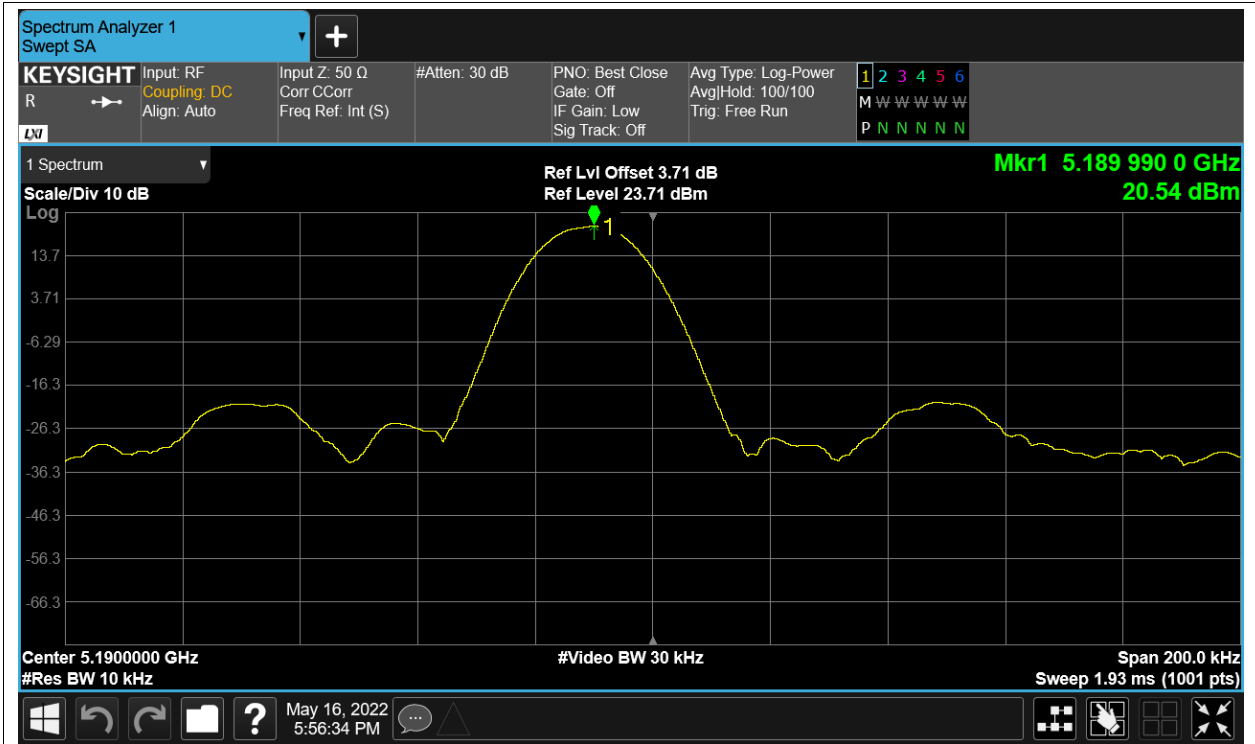 Spectrum Analyzer 1
Swept SA
KEYSIGHT
R
LXI
Input: RF
Coupling: DC
Align: Auto
Input Z: 50 Ω
Corr CCorr
Freq Ref: Int (S)
#Atten: 30 dB
PNO: Best Close
Gate: Off
IF Gain: Low
Sig Track: Off
Avg Type: Log-Power
Avg|Hold: 100/100
Trig: Free Run
1 2 3 4 5 6
M W W W W W
P N N N N N
1 Spectrum
Scale/Div 10 dB
Log
Ref Lvl Offset 3.71 dB
Ref Level 23.71 dBm
Mkr1 5.189 990 0 GHz
20.54 dBm
1
13.7
3.71
-6.29
-16.3
-26.3
-36.3
-46.3
-56.3
-66.3
Center 5.1900000 GHz
#Res BW 10 kHz
#Video BW 30 kHz
Span 200.0 kHz
Sweep 1.93 ms (1001 pts)
?
May 16, 2022
5:56:34 PM